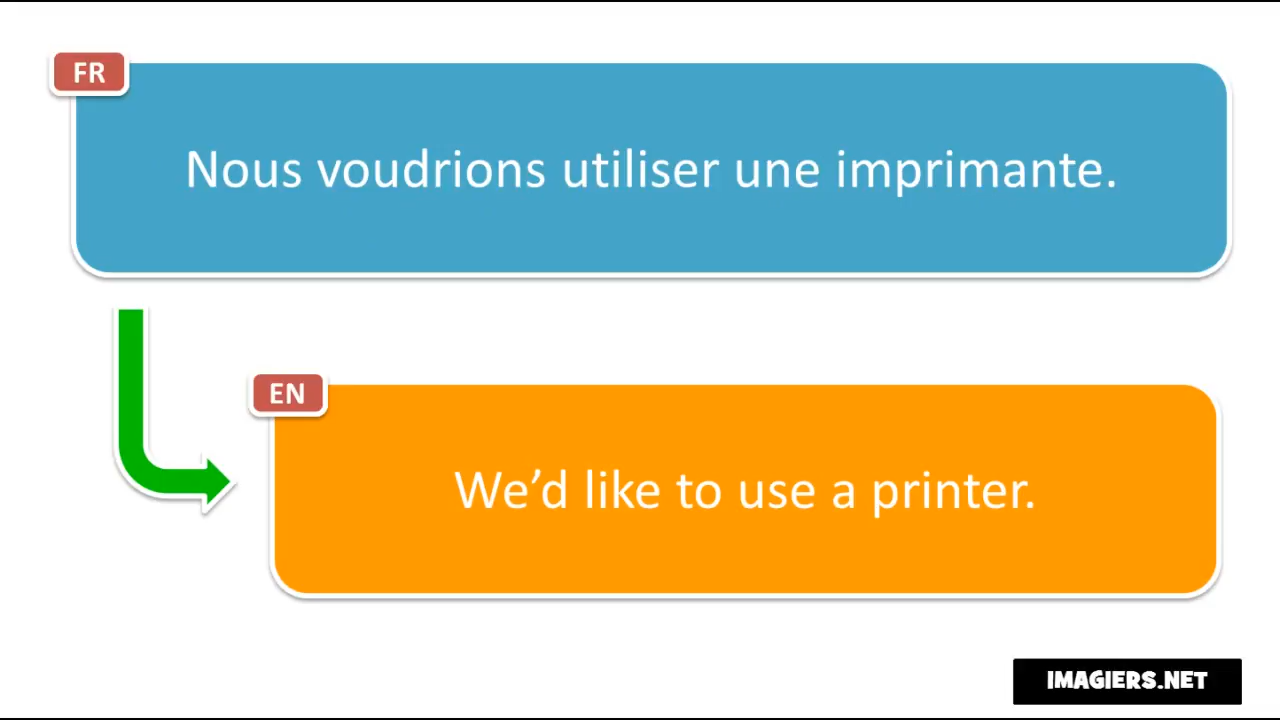 FR
Nous voudrions utiliser une imprimante.
EN
We’d like to use a printer.
IMAGIERS.NET